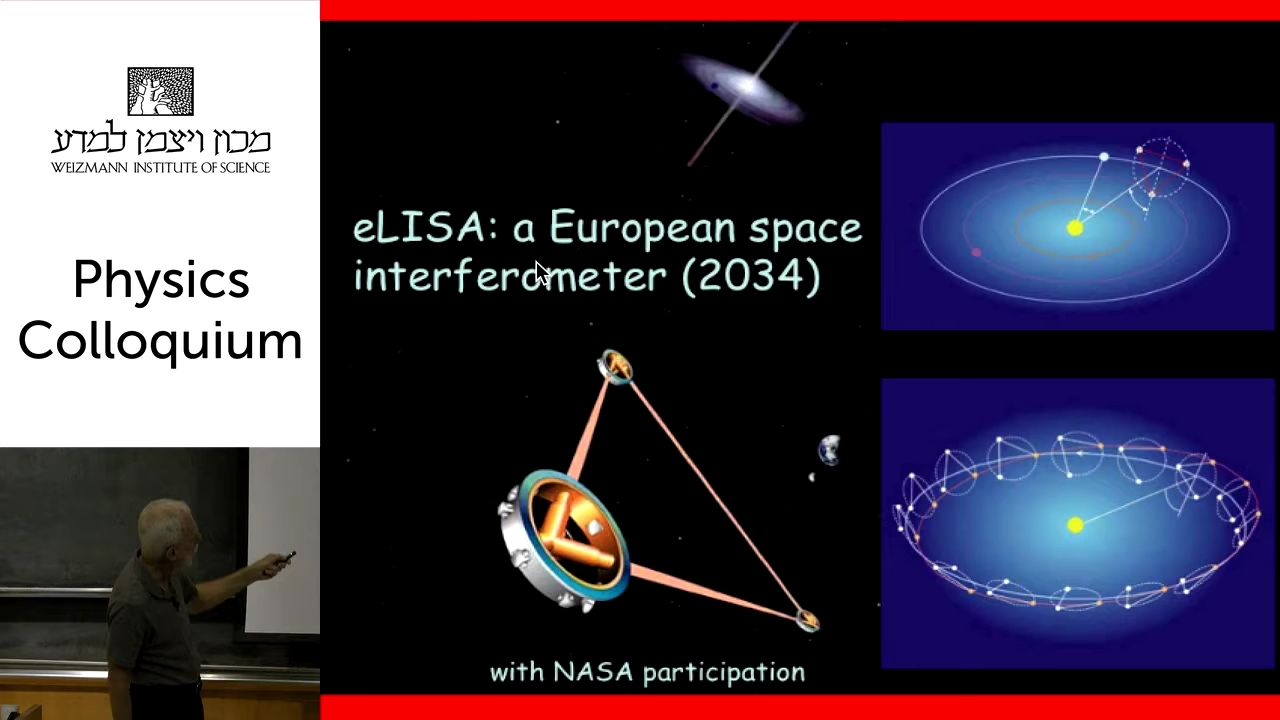 מכון ויצמן למדע
WEIZMANN INSTITUTE OF SCIENCE
Physics
Colloquium
eLISA: a European space
interferometer (2034)
with NASA participation